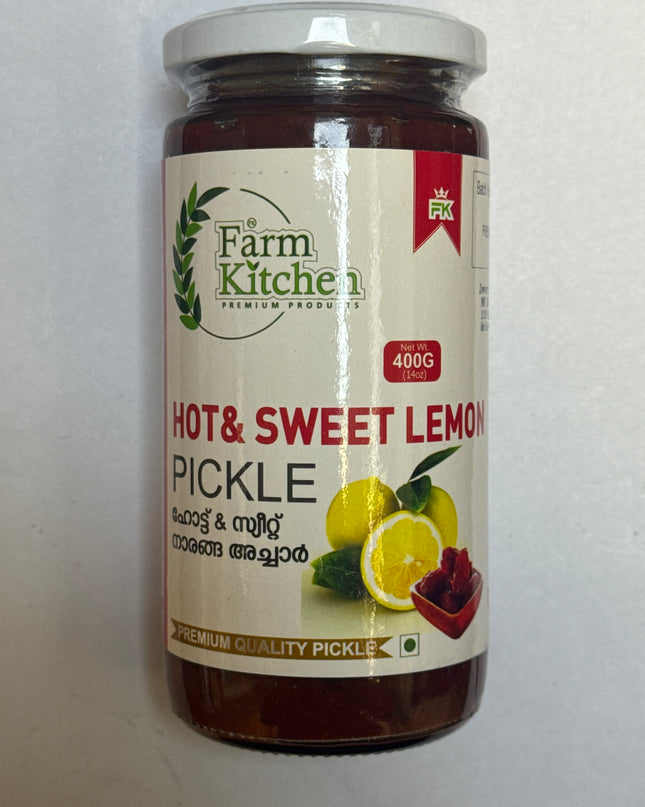 Farm
Kitchen
PREMIUM PRODUCTS
FK
Net Wt.
400G
(14oz)
HOT& SWEET LEMON
PICKLE
ഹോട്ട് & സ്വീറ്റ്
നാരങ്ങ അച്ചാർ
PREMIUM QUALITY PICKLE